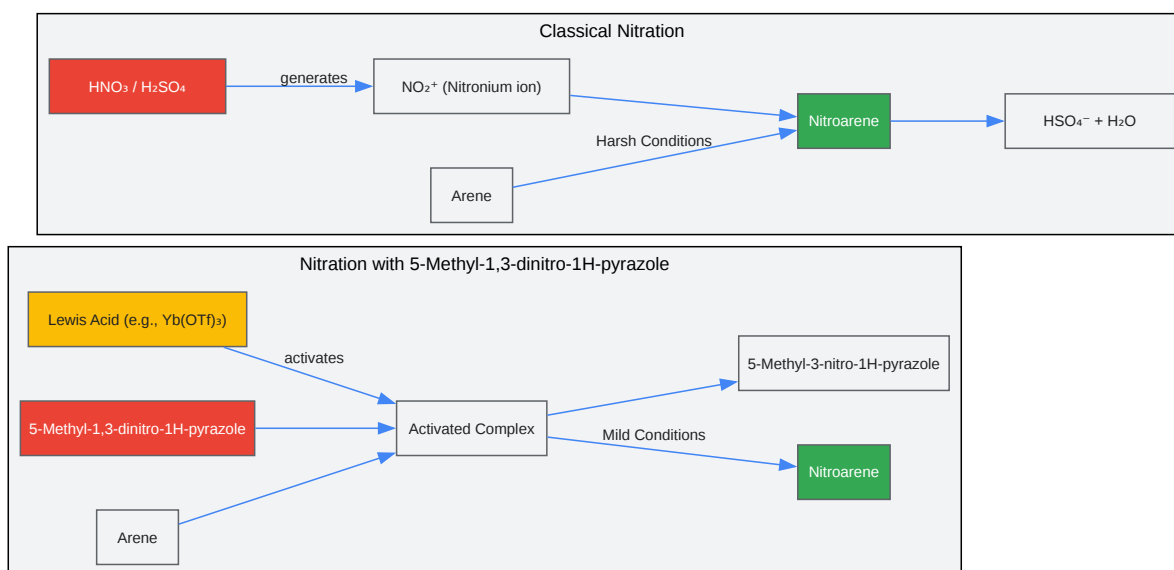 Classical Nitration
HNO₃ / H₂SO₄
generates
NO₂⁺ (Nitronium ion)
Nitroarene
HSO₄⁻ + H₂O
Harsh Conditions
Arene
Nitration with 5-Methyl-1,3-dinitro-1H-pyrazole
Lewis Acid (e.g., Yb(OTf)₃)
activates
5-Methyl-3-nitro-1H-pyrazole
5-Methyl-1,3-dinitro-1H-pyrazole
Activated Complex
Mild Conditions
Nitroarene
Arene